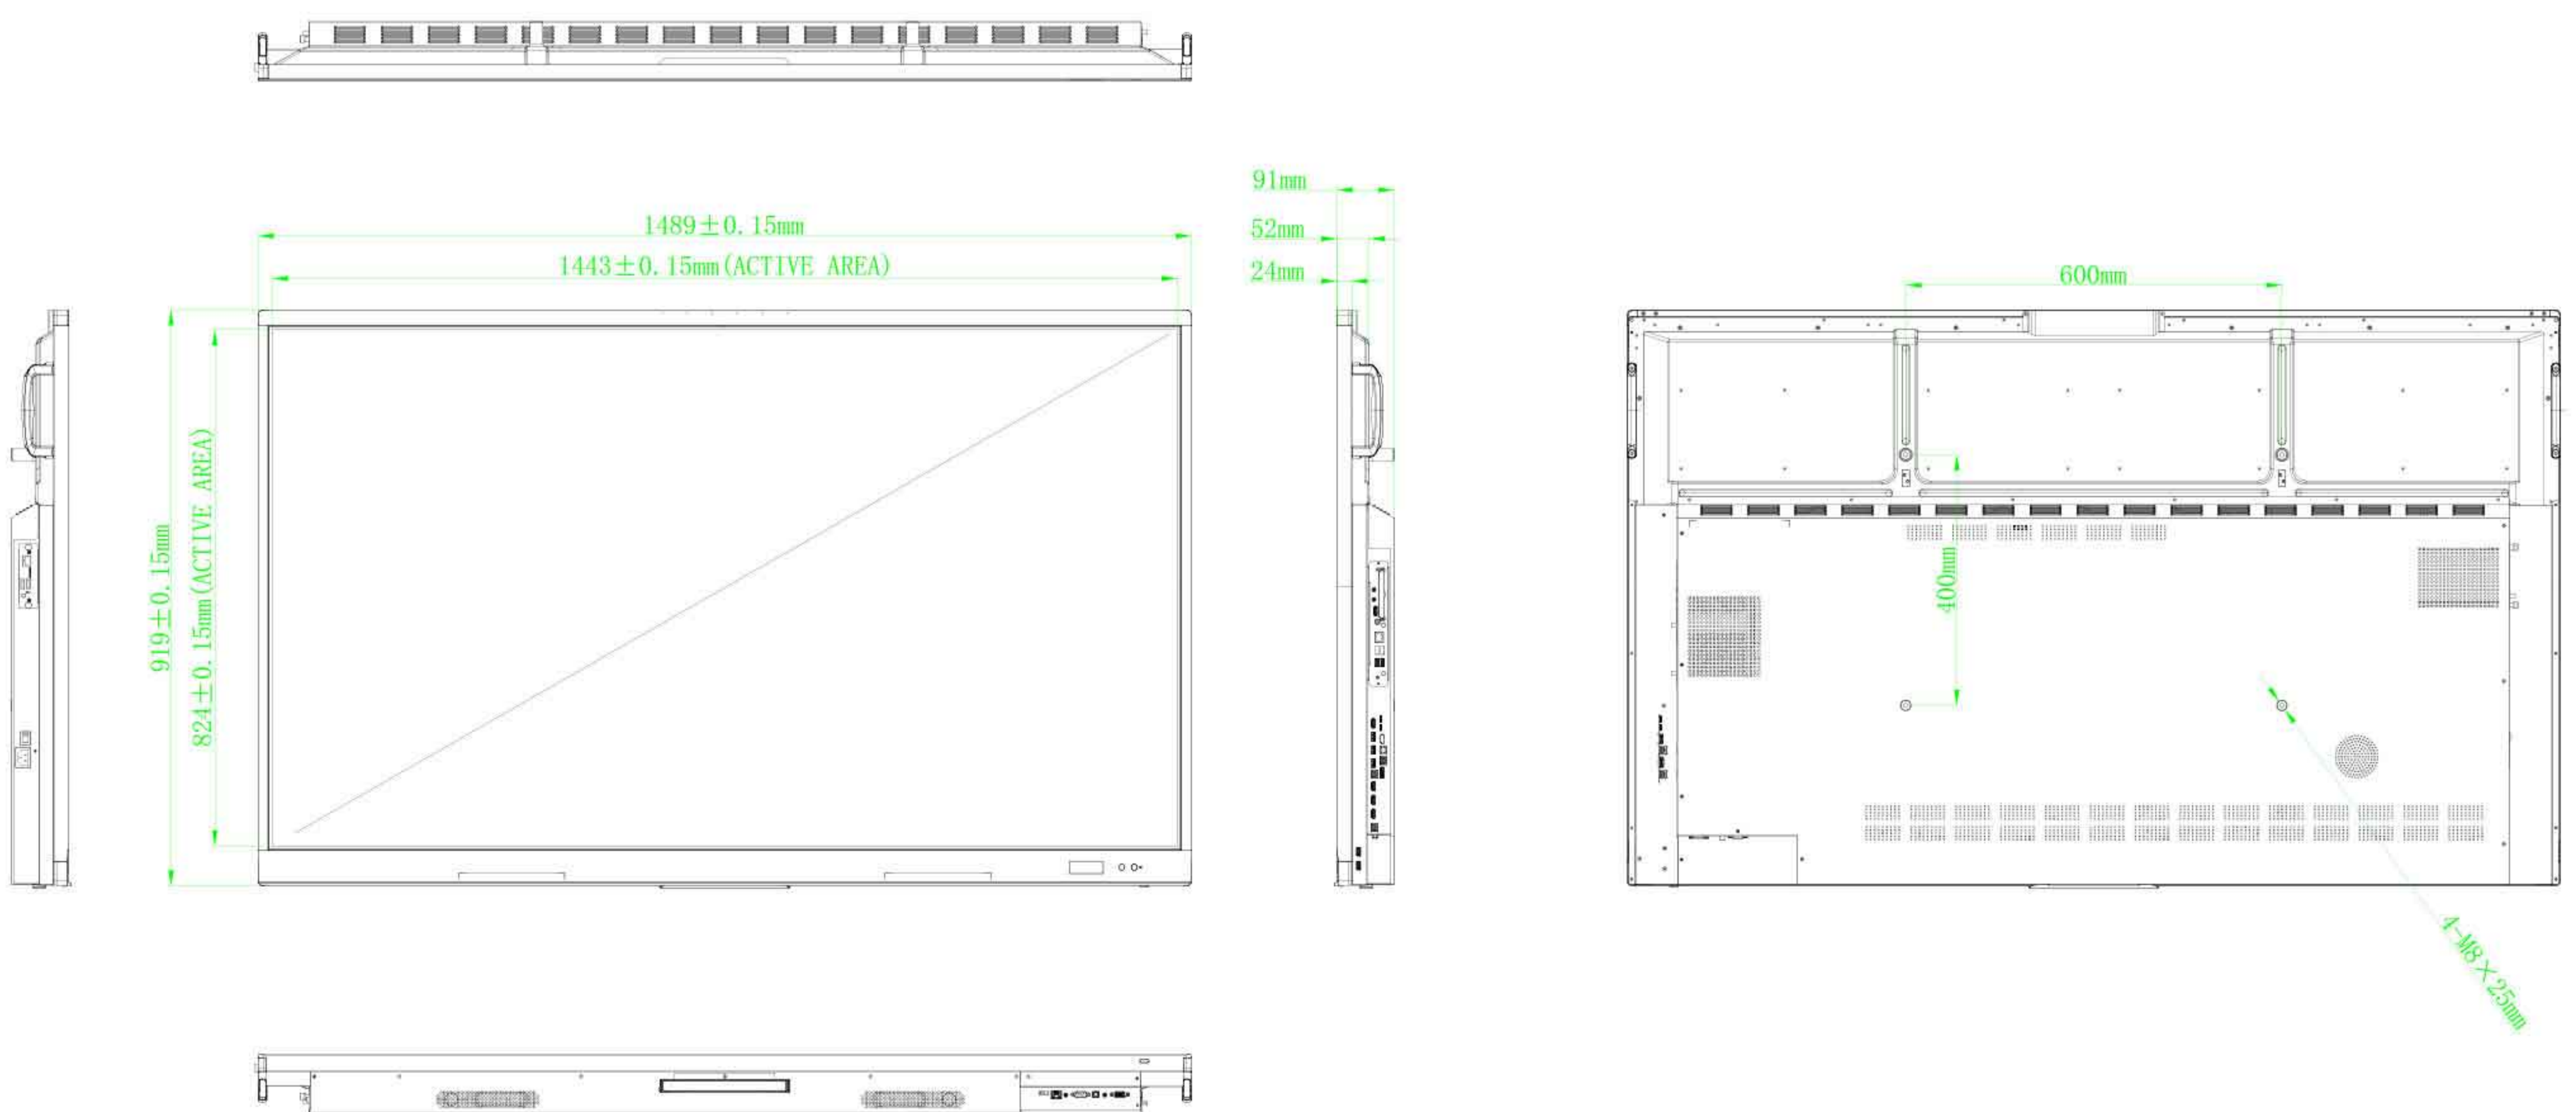 91mm
1489±0. 15mm
52mm
1443±0. 15mm(ACTIVE AREA)
24mm
600mm
919±0. 15mm
824±0. 15mm(ACTIVE AREA)
400mm
4-M8×25mm